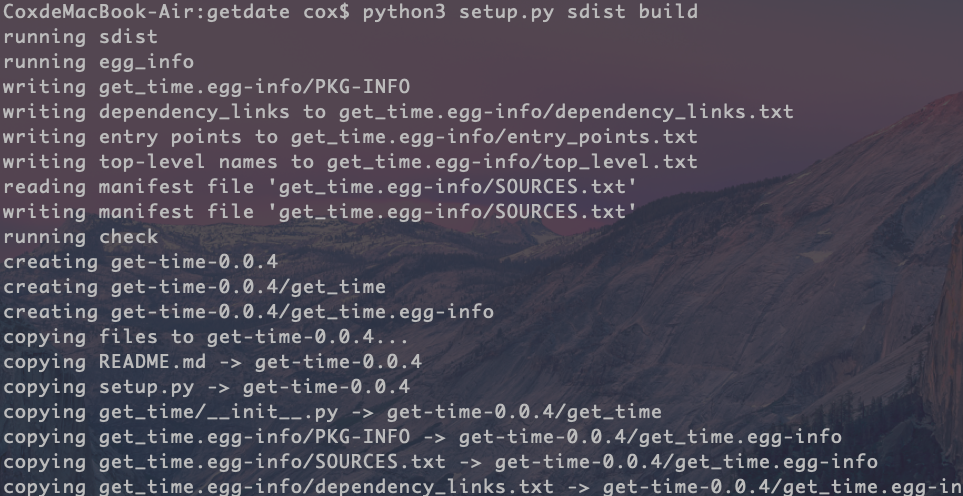 CoxdeMacBook-Air:getdate cox$ python3 setup.py sdist build
running sdist
running egg_info
writing get_time.egg-info/PKG-INFO
writing dependency_links to get_time.egg-info/dependency_links.txt
writing entry points to get_time.egg-info/entry_points.txt
writing top-level names to get_time.egg-info/top_level.txt
reading manifest file 'get_time.egg-info/SOURCES.txt'
writing manifest file 'get_time.egg-info/SOURCES.txt'
running check
creating get-time-0.0.4
creating get-time-0.0.4/get_time
creating get-time-0.0.4/get_time.egg-info
copying files to get-time-0.0.4...
copying README.md -> get-time-0.0.4
copying setup.py -> get-time-0.0.4
copying get_time/__init__.py -> get-time-0.0.4/get_time
copying get_time.egg-info/PKG-INFO -> get-time-0.0.4/get_time.egg-info
copying get_time.egg-info/SOURCES.txt -> get-time-0.0.4/get_time.egg-info
copying get_time.egg-info/dependency_links.txt -> get-time-0.0.4/get_time.egg-in